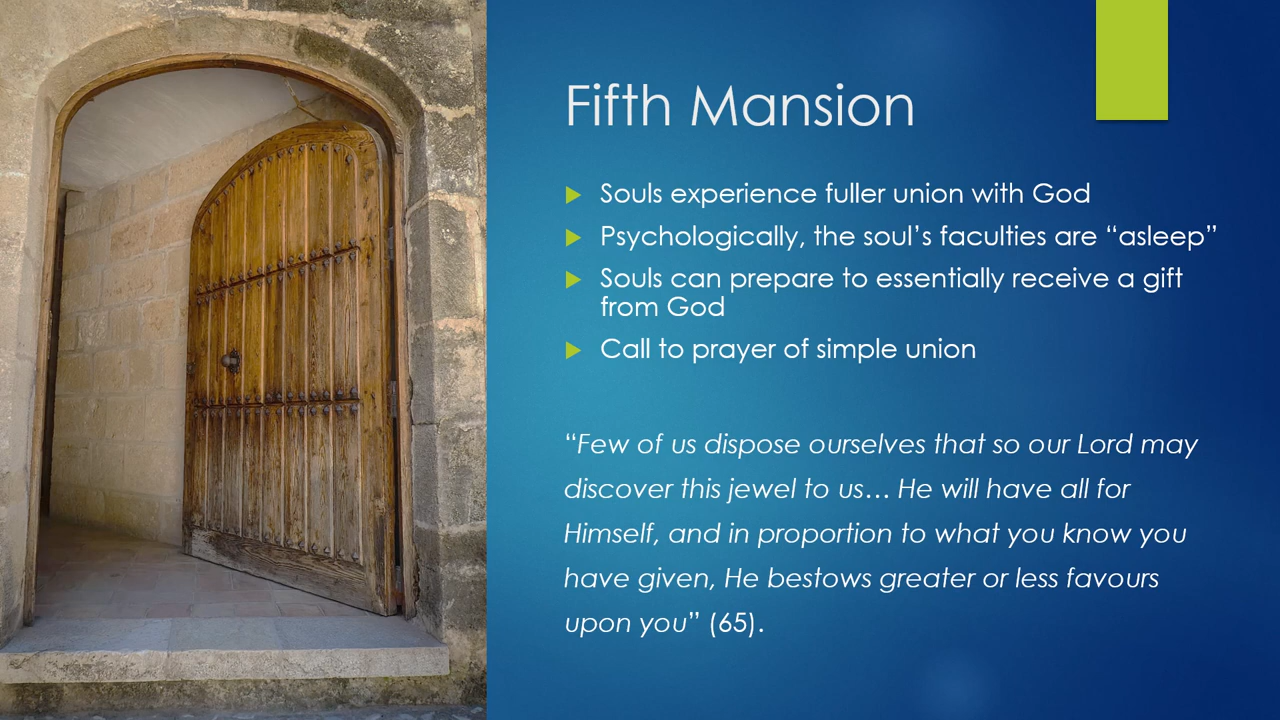 Fifth Mansion
Souls experience fuller union with God
Psychologically, the soul’s faculties are “asleep”
Souls can prepare to essentially receive a gift
from God
Call to prayer of simple union
“Few of us dispose ourselves that so our Lord may
discover this jewel to us… He will have all for
Himself, and in proportion to what you know you
have given, He bestows greater or less favours
upon you” (65).